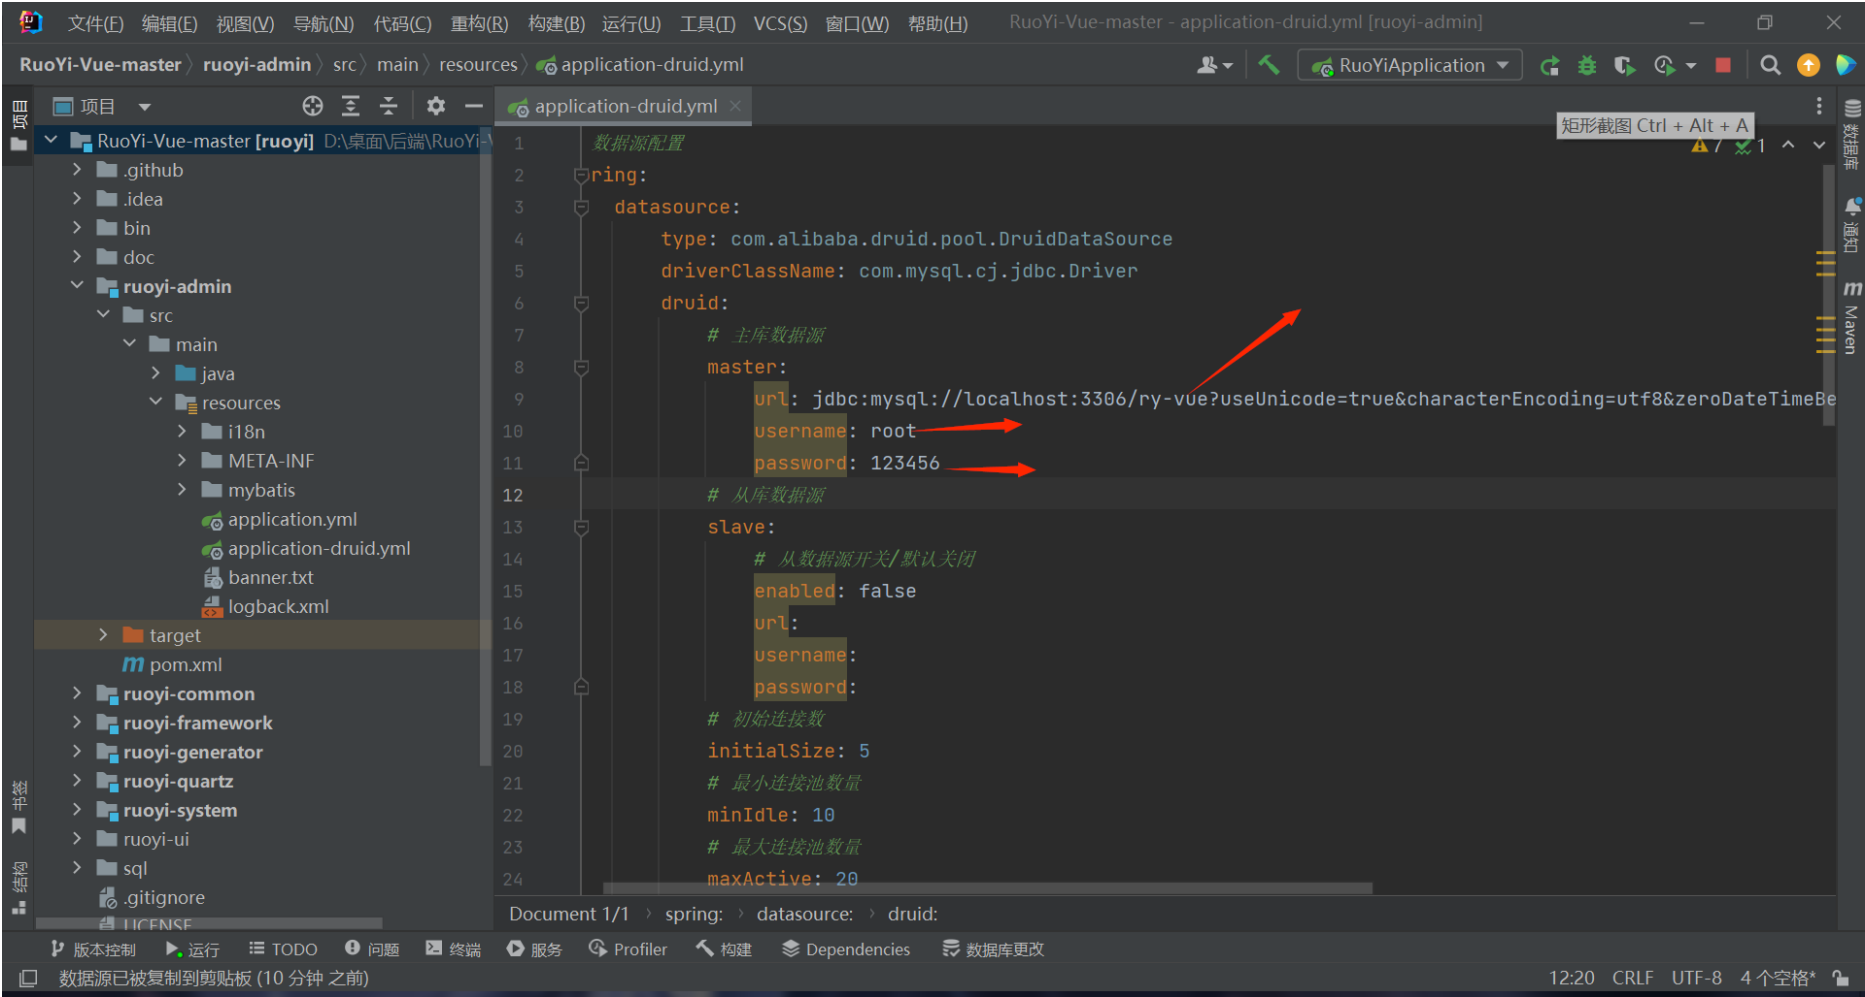 文件(F) 编辑(E) 视图(V) 导航(N) 代码(C) 重构(R) 构建(B) 运行(U) 工具(T) VCS(S) 窗口(W) 帮助(H) RuoYi-Vue-master - application-druid.yml [ruoyi-admin]
RuoYi-Vue-master ruoyi-admin src main resources application-druid.yml RuoYiApplication
项目
项目
application-druid.yml
矩形截图 Ctrl + Alt + A
7 1
数据库
通知
m Maven
RuoYi-Vue-master [ruoyi] D:\桌面\后端\RuoYi-V
.github
.idea
bin
doc
ruoyi-admin
src
main
java
resources
i18n
META-INF
mybatis
application.yml
application-druid.yml
banner.txt
logback.xml
target
m pom.xml
ruoyi-common
ruoyi-framework
ruoyi-generator
ruoyi-quartz
ruoyi-system
ruoyi-ui
sql
.gitignore
LICENSE
书签
结构
1 数据源配置
2 ring:
3 datasource:
4 type: com.alibaba.druid.pool.DruidDataSource
5 driverClassName: com.mysql.cj.jdbc.Driver
6 druid:
7 # 主库数据源
8 master:
9 url: jdbc:mysql://localhost:3306/ry-vue?useUnicode=true&characterEncoding=utf8&zeroDateTimeBe
10 username: root
11 password: 123456
12 # 从库数据源
13 slave:
14 # 从数据源开关/默认关闭
15 enabled: false
16 url:
17 username:
18 password:
19 # 初始连接数
20 initialSize: 5
21 # 最小连接池数量
22 minIdle: 10
23 # 最大连接池数量
24 maxActive: 20
Document 1/1 spring: datasource: druid:
版本控制 运行 TODO 问题 终端 服务 Profiler 构建 Dependencies 数据库更改
数据源已被复制到剪贴板 (10 分钟 之前) 12:20 CRLF UTF-8 4 个空格*